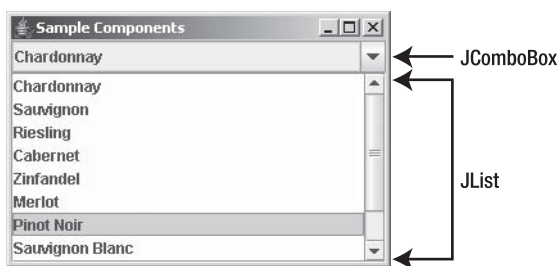 Sample Components
Chardonnay
JComboBox
Chardonnay
Sauvignon
Riesling
Cabernet
Zinfandel
JList
Merlot
Pinot Noir
Sauvignon Blanc